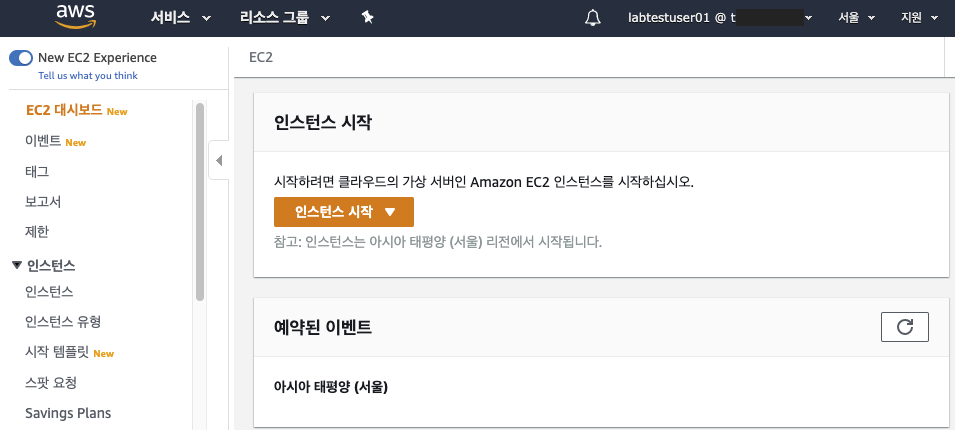 aws
서비스 리소스 그룹 labtestuser01 @ t 서울 지원
New EC2 Experience
Tell us what you think
EC2 대시보드 New
이벤트 New
태그
보고서
제한
인스턴스
인스턴스
인스턴스 유형
시작 템플릿 New
스팟 요청
Savings Plans
EC2
인스턴스 시작
시작하려면 클라우드의 가상 서버인 Amazon EC2 인스턴스를 시작하십시오.
인스턴스 시작
참고: 인스턴스는 아시아 태평양 (서울) 리전에서 시작됩니다.
예약된 이벤트
아시아 태평양 (서울)